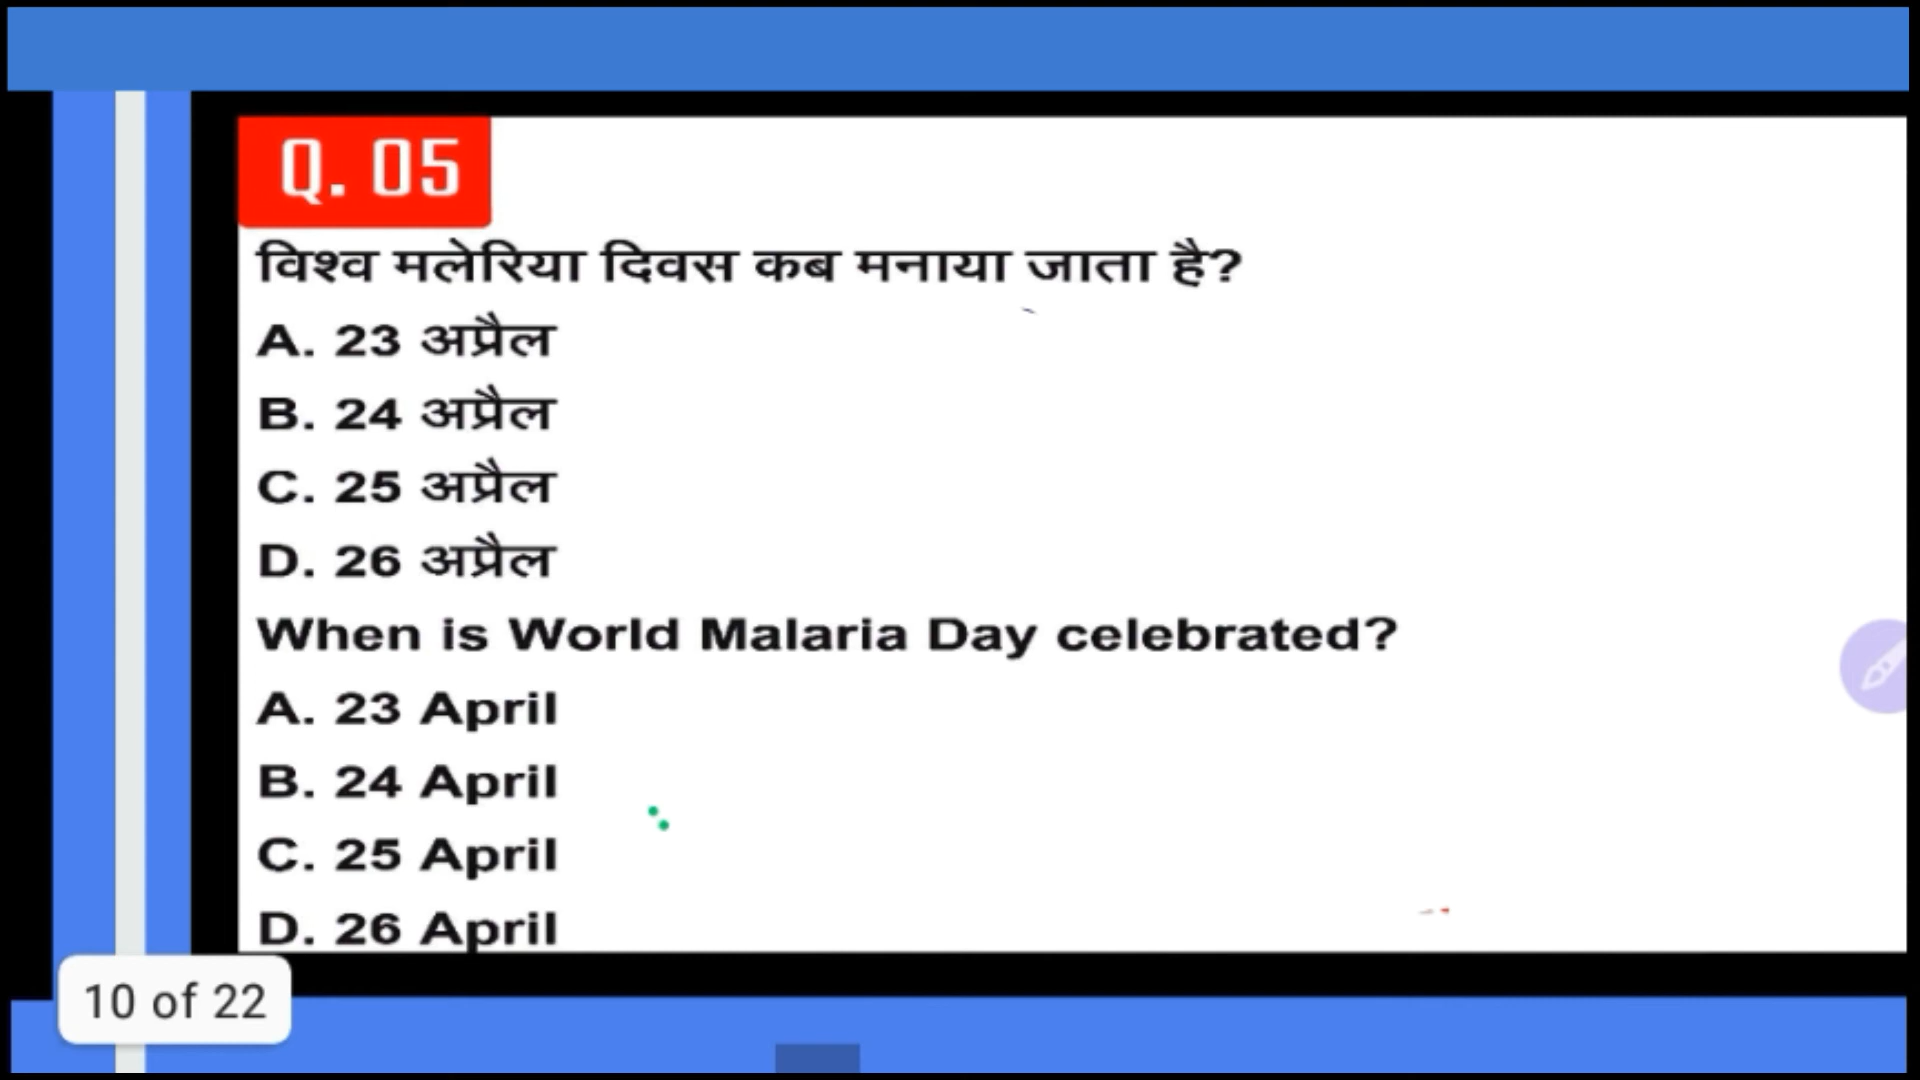 Q. 05
विश्व मलेरिया दिवस कब मनाया जाता है?
A. 23 अप्रैल
B. 24 अप्रैल
C. 25 अप्रैल
D. 26 अप्रैल
When is World Malaria Day celebrated?
A. 23 April
B. 24 April
C. 25 April
D. 26 April
10 of 22